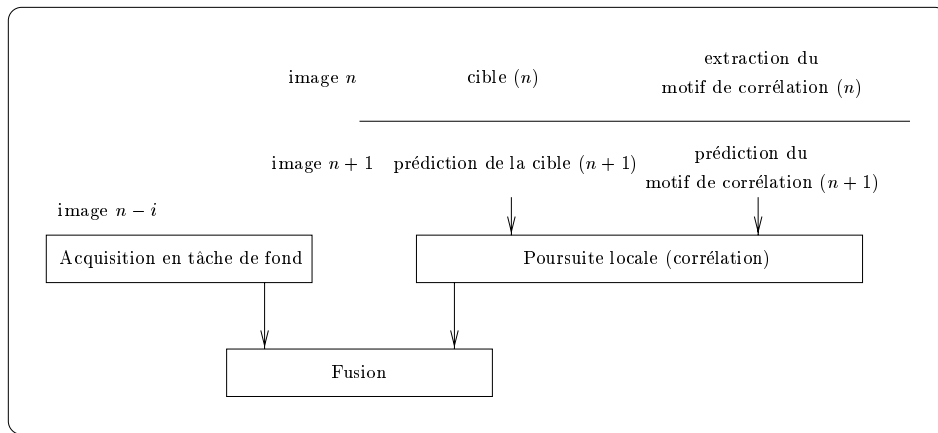 extraction du
image n cible (n)
motif de corrélation (n)
prédiction du
image n + 1 prédiction de la cible (n + 1)
motif de corrélation (n + 1)
image n − i
Acquisition en tâche de fond Poursuite locale (corrélation)
Fusion